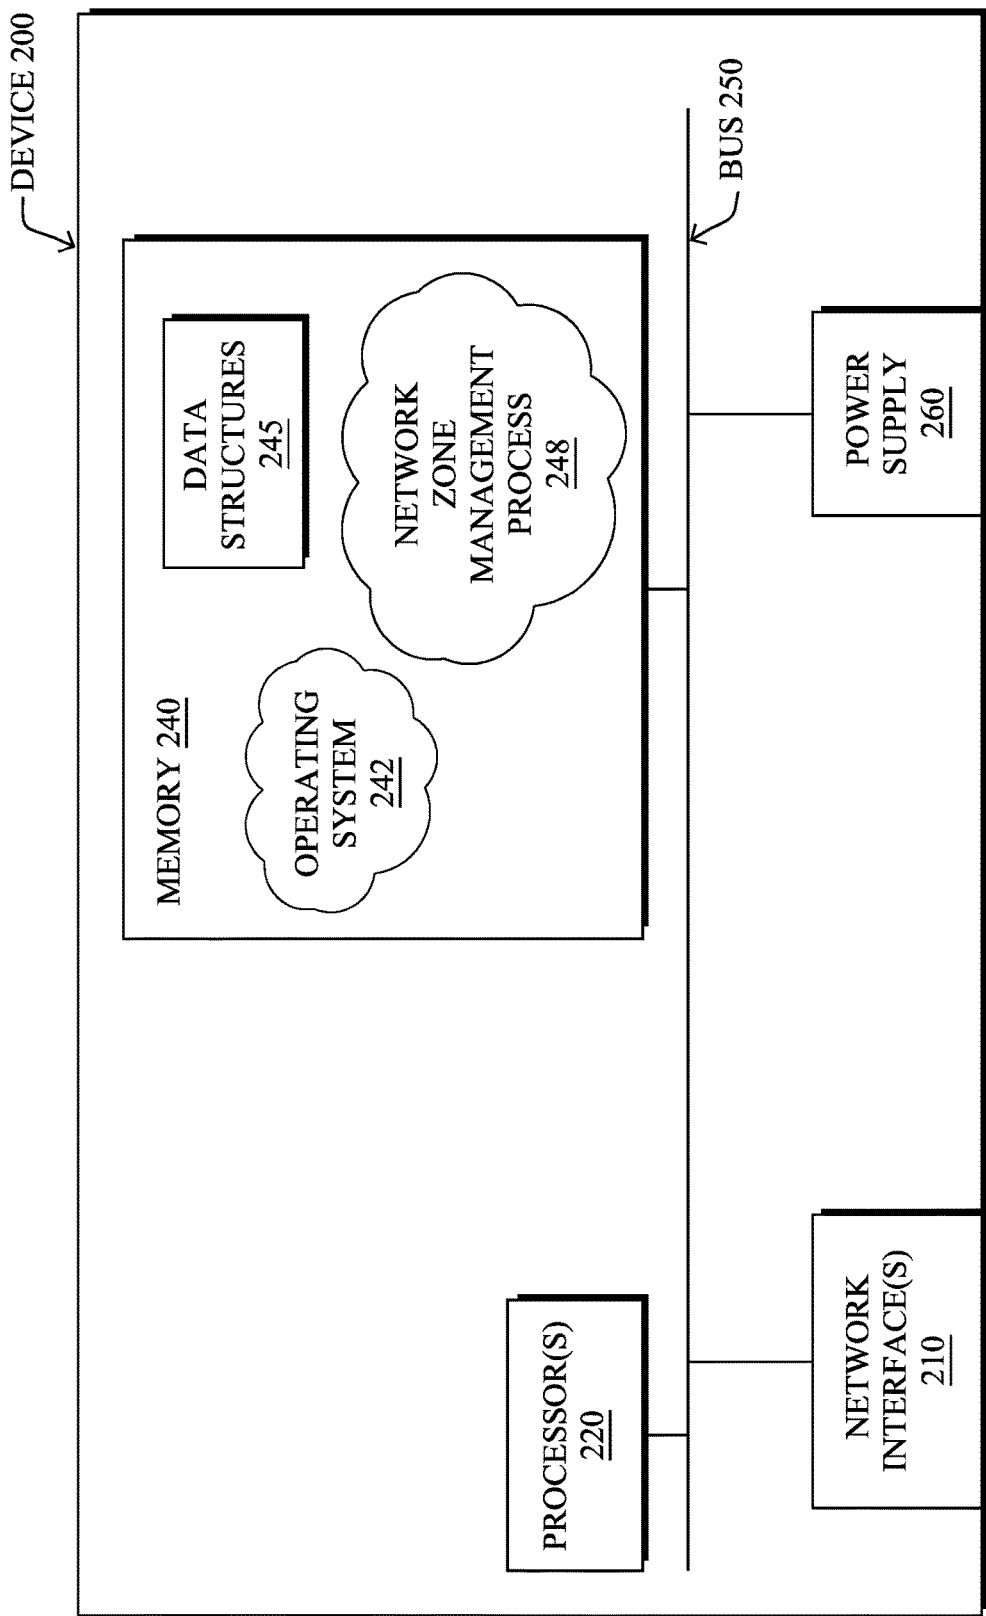 DEVICE 200
MEMORY 240
DATA
STRUCTURES
245
OPERATING
SYSTEM
242
NETWORK
ZONE
MANAGEMENT
PROCESS
248
PROCESSOR(S)
220
BUS 250
NETWORK
INTERFACE(S)
210
POWER
SUPPLY
260